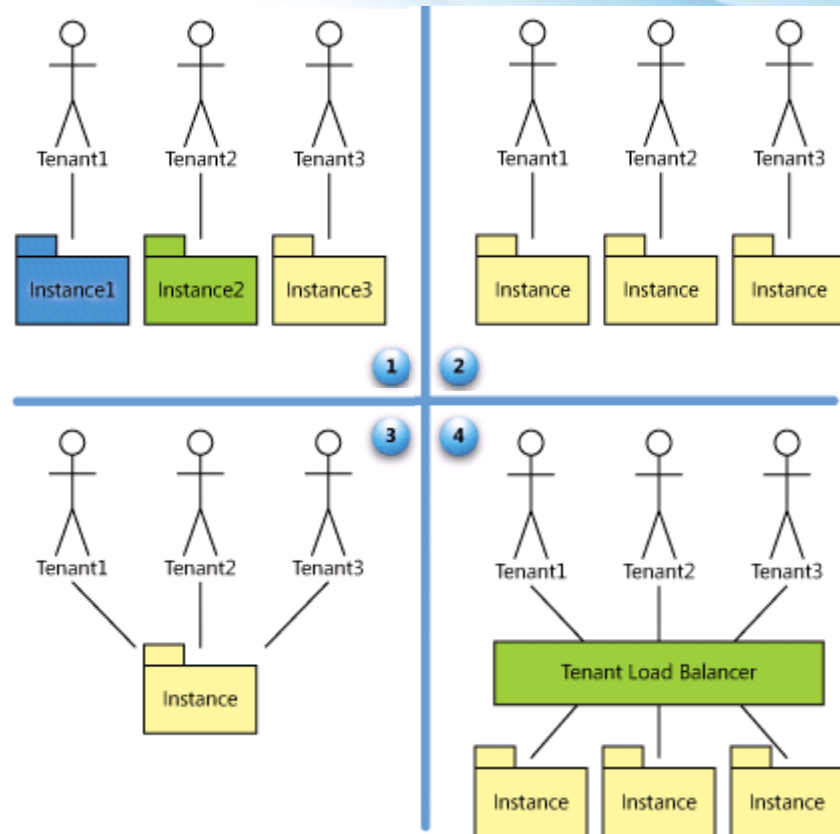 Tenant1 Tenant2 Tenant3
Instance1 Instance2 Instance3
1
Tenant1 Tenant2 Tenant3
Instance Instance Instance
2
Tenant1 Tenant2 Tenant3
Instance
3
4
Tenant1 Tenant2 Tenant3
Tenant Load Balancer
Instance Instance Instance